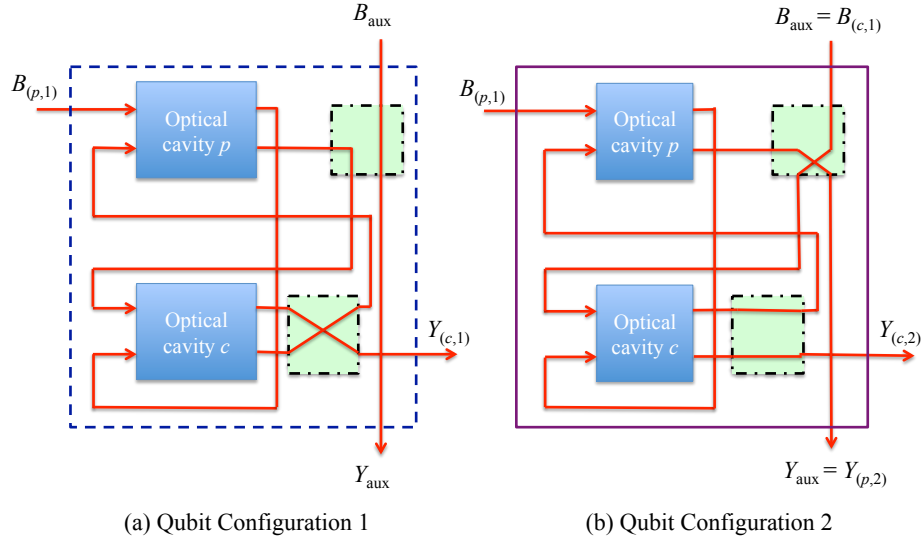 B_aux
B_(p,1)
Optical
cavity p
Optical
cavity c
Y_(c,1)
Y_aux
(a) Qubit Configuration 1
B_aux = B_(c,1)
B_(p,1)
Optical
cavity p
Optical
cavity c
Y_(c,2)
Y_aux = Y_(p,2)
(b) Qubit Configuration 2